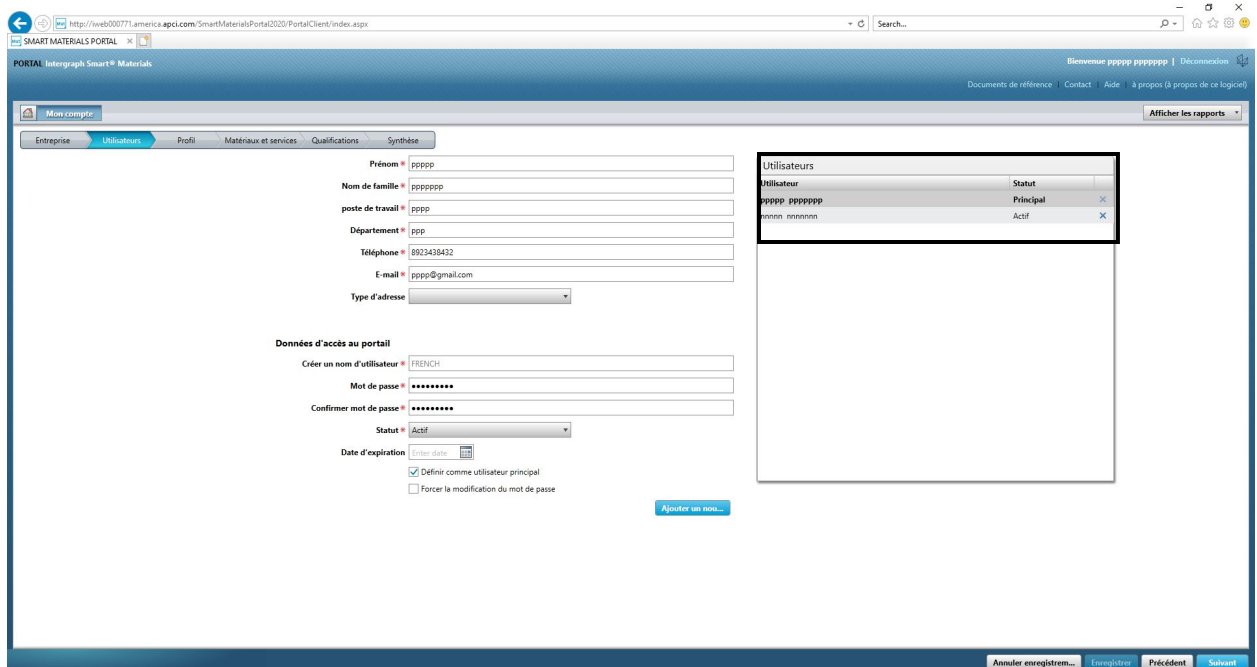 http://iweb000771.america.apci.com/SmartMaterialsPortal2020/PortalClient/index.aspx
Search...
SMART MATERIALS PORTAL
PORTAL Intergraph Smart® Materials
Bienvenue ppppp ppppppp | Déconnexion
Documents de référence | Contact | Aide | à propos (à propos de ce logiciel)
Mon compte
Afficher les rapports
Entreprise Utilisateurs Profil Matériaux et services Qualifications Synthèse
Prénom * ppppp
Nom de famille * ppppppp
poste de travail * pppp
Département * ppp
Téléphone * 8923438432
E-mail * pppp@gmail.com
Type d'adresse
Données d'accès au portail
Créer un nom d'utilisateur * FRENCH
Mot de passe * •••••••••
Confirmer mot de passe * •••••••••
Statut * Actif
Date d'expiration Enter date
Définir comme utilisateur principal
Forcer la modification du mot de passe
Ajouter un nou...
Utilisateurs
Utilisateur Statut
ppppp ppppppp Principal
nnnnn nnnnnnn Actif
Annuler enregistrem... Enregistrer Précédent Suivant